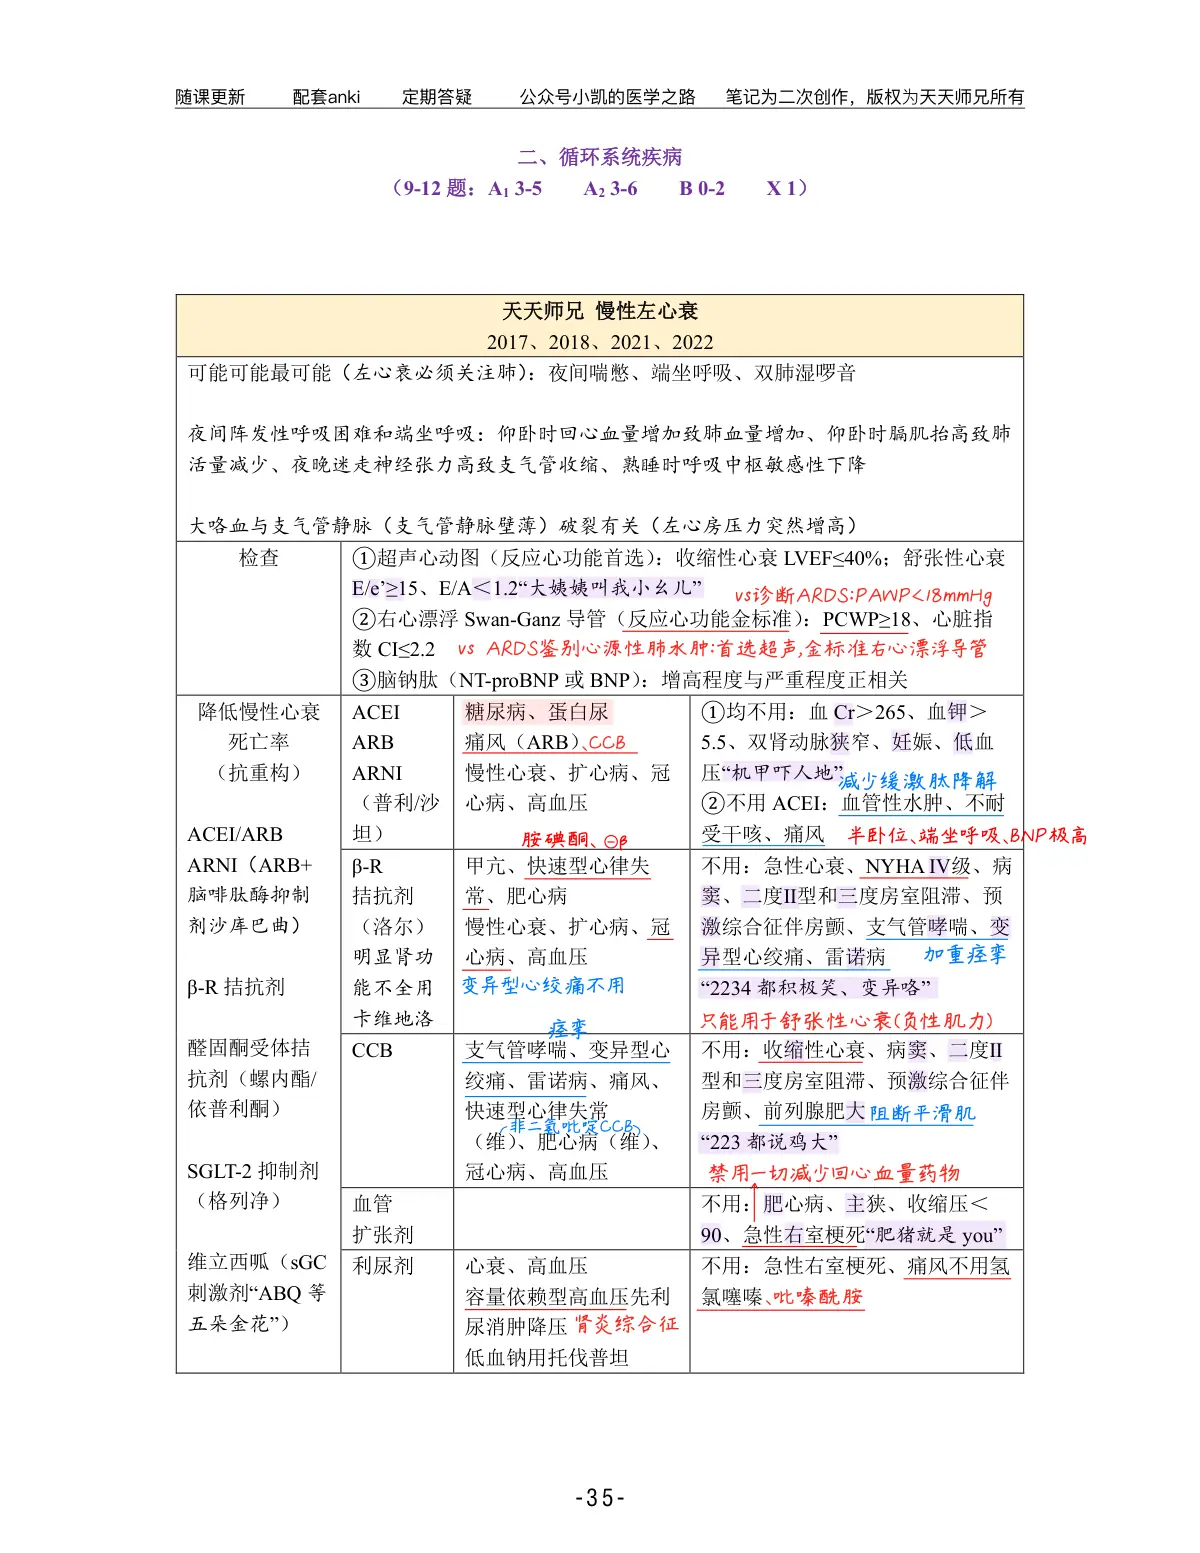 随课更新 配套anki 定期答疑 公众号小凯的医学之路 笔记为二次创作，版权为天天师兄所有
二、循环系统疾病
（9-12 题：A₁ 3-5 A₂ 3-6 B 0-2 X 1）
天天师兄 慢性左心衰
2017、2018、2021、2022
可能可能最可能（左心衰必须关注肺）：夜间喘憋、端坐呼吸、双肺湿啰音
夜间阵发性呼吸困难和端坐呼吸：仰卧时回心血量增加致肺血量增加、仰卧时膈肌抬高致肺
活量减少、夜晚迷走神经张力高致支气管收缩、熟睡时呼吸中枢敏感性下降
大咯血与支气管静脉（支气管静脉壁薄）破裂有关（左心房压力突然增高）
检查
①超声心动图（反应心功能首选）：收缩性心衰 LVEF≤40%；舒张性心衰
E/e’≥15、E/A＜1.2“大姨姨叫我小幺儿”
vs诊断ARDS:PAWP<18mmHg
②右心漂浮 Swan-Ganz 导管（反应心功能金标准）：PCWP≥18、心脏指
数 CI≤2.2
vs ARDS鉴别心源性肺水肿:首选超声,金标准右心漂浮导管
③脑钠肽（NT-proBNP 或 BNP）：增高程度与严重程度正相关
降低慢性心衰
死亡率
（抗重构）
ACEI/ARB
ARNI（ARB+
脑啡肽酶抑制
剂沙库巴曲）
β-R 拮抗剂
醛固酮受体拮
抗剂（螺内酯/
依普利酮）
SGLT-2 抑制剂
（格列净）
维立西呱（sGC
刺激剂“ABQ 等
五朵金花”）
ACEI
ARB
ARNI
（普利/沙
坦）
糖尿病、蛋白尿
痛风（ARB）、CCB
慢性心衰、扩心病、冠
心病、高血压
胺碘酮、⊖β
①均不用：血 Cr＞265、血钾＞
5.5、双肾动脉狭窄、妊娠、低血
压“机甲吓人地”
减少缓激肽降解
②不用 ACEI：血管性水肿、不耐
受干咳、痛风
半卧位、端坐呼吸、BNP极高
β-R
拮抗剂
（洛尔）
明显肾功
能不全用
卡维地洛
甲亢、快速型心律失
常、肥心病
慢性心衰、扩心病、冠
心病、高血压
变异型心绞痛不用
痉挛
不用：急性心衰、NYHA IV级、病
窦、二度II型和三度房室阻滞、预
激综合征伴房颤、支气管哮喘、变
异型心绞痛、雷诺病
加重痉挛
“2234 都积极笑、变异咯”
只能用于舒张性心衰(负性肌力)
CCB
支气管哮喘、变异型心
绞痛、雷诺病、痛风、
快速型心律失常
(非二氢吡啶CCB)
（维）、肥心病（维）、
冠心病、高血压
不用：收缩性心衰、病窦、二度II
型和三度房室阻滞、预激综合征伴
房颤、前列腺肥大
阻断平滑肌
“223 都说鸡大”
禁用一切减少回心血量药物
血管
扩张剂
不用：肥心病、主狭、收缩压＜
90、急性右室梗死“肥猪就是 you”
利尿剂
心衰、高血压
容量依赖型高血压先利
尿消肿降压
肾炎综合征
低血钠用托伐普坦
不用：急性右室梗死、痛风不用氢
氯噻嗪、吡嗪酰胺
-35-